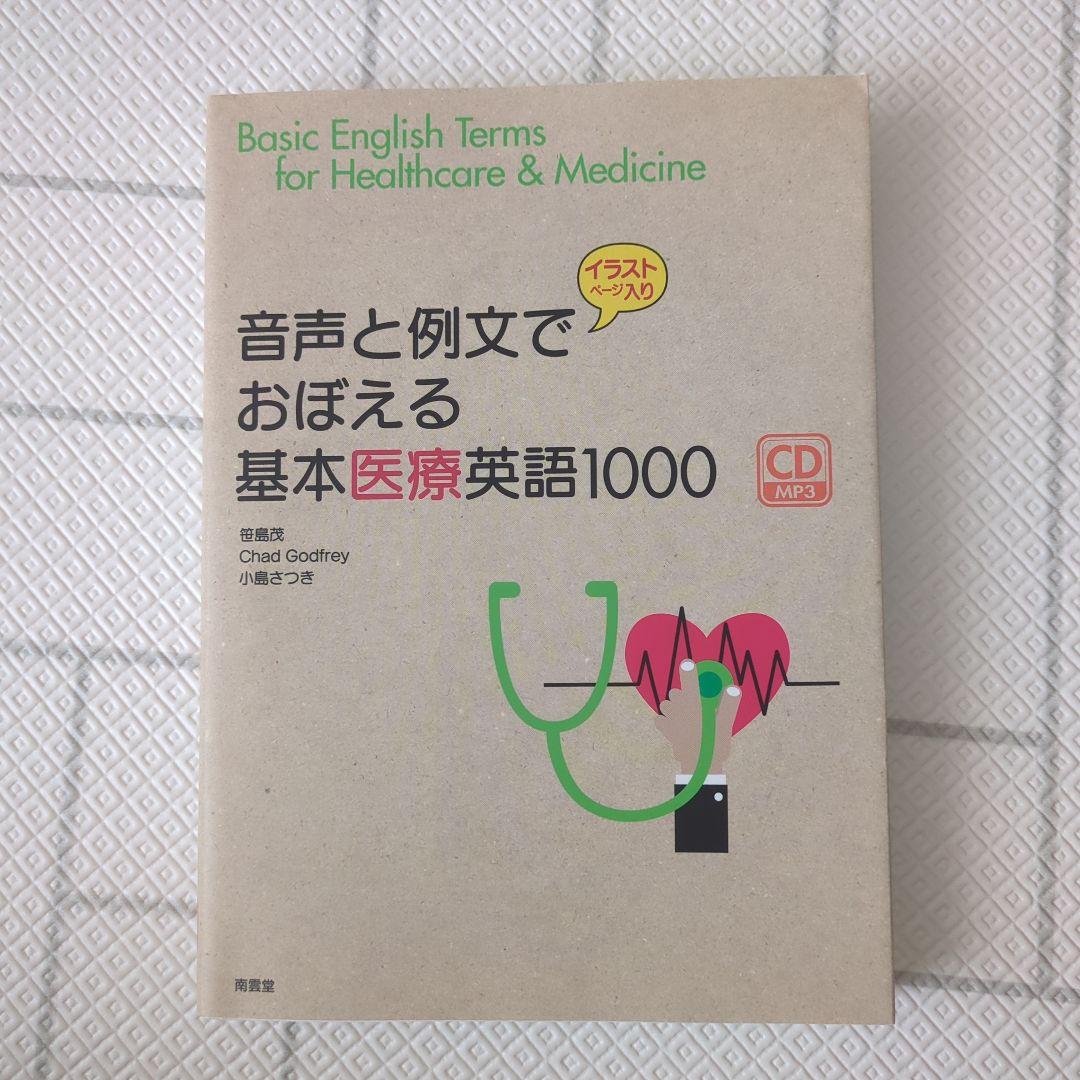 Basic English Terms
for Healthcare & Medicine
イラスト
ページ入り
音声と例文で
おぼえる
基本医療英語1000
CD
MP3
笹島茂
Chad Godfrey
小島さつき
南雲堂